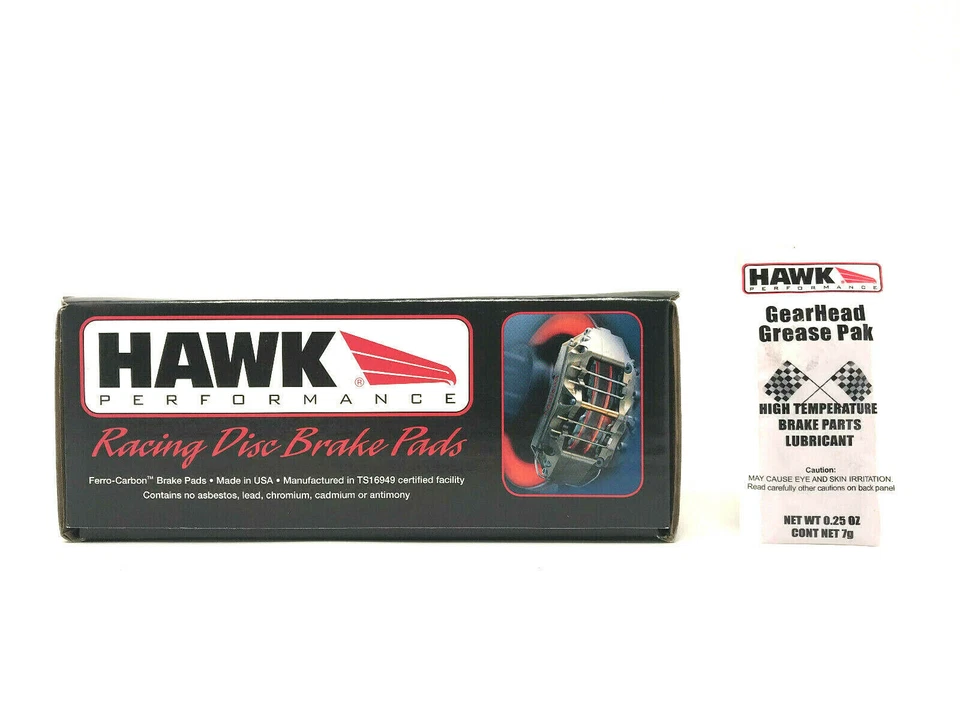 HAWK®
PERFORMANCE
Racing Disc Brake Pads
Ferro-Carbon™ Brake Pads • Made in USA • Manufactured in TS16949 certified facility
Contains no asbestos, lead, chromium, cadmium or antimony
HAWK
PERFORMANCE
GearHead
Grease Pak
HIGH TEMPERATURE
BRAKE PARTS
LUBRICANT
Caution:
MAY CAUSE EYE AND SKIN IRRITATION.
Read carefully other cautions on back panel
NET WT 0.25 OZ
CONT NET 7g